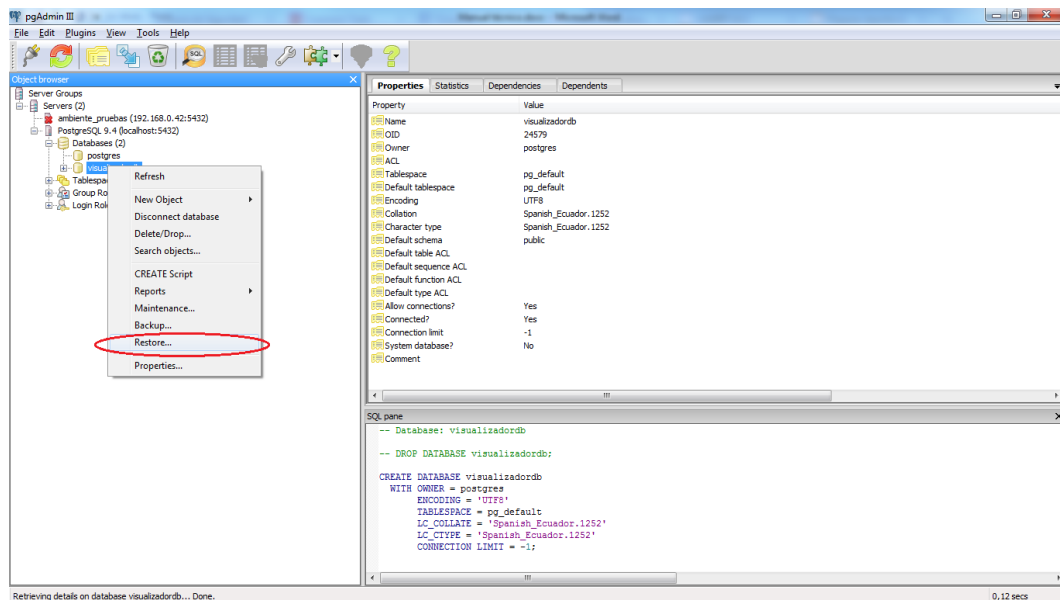 pgAdmin III
File Edit Plugins View Tools Help
SQL
Object browser
Server Groups
Servers (2)
ambiente_pruebas (192.168.0.42:5432)
PostgreSQL 9.4 (localhost:5432)
Databases (2)
postgres
Tablespa
Group Ro
Login Role
Refresh
New Object
Disconnect database
Delete/Drop...
Search objects...
CREATE Script
Reports
Maintenance...
Backup...
Restore...
Properties...
Properties Statistics Dependencies Dependents
Property Value
Name visualizadordb
OID 24579
Owner postgres
ACL
Tablespace pg_default
Default tablespace pg_default
Encoding UTF8
Collation Spanish_Ecuador.1252
Character type Spanish_Ecuador.1252
Default schema public
Default table ACL
Default sequence ACL
Default function ACL
Default type ACL
Allow connections? Yes
Connected? Yes
Connection limit -1
System database? No
Comment
SQL pane
-- Database: visualizadordb
-- DROP DATABASE visualizadordb;
CREATE DATABASE visualizadordb
WITH OWNER = postgres
ENCODING = 'UTF8'
TABLESPACE = pg_default
LC_COLLATE = 'Spanish_Ecuador.1252'
LC_CTYPE = 'Spanish_Ecuador.1252'
CONNECTION LIMIT = -1;
Retrieving details on database visualizadordb... Done. 0.12 secs